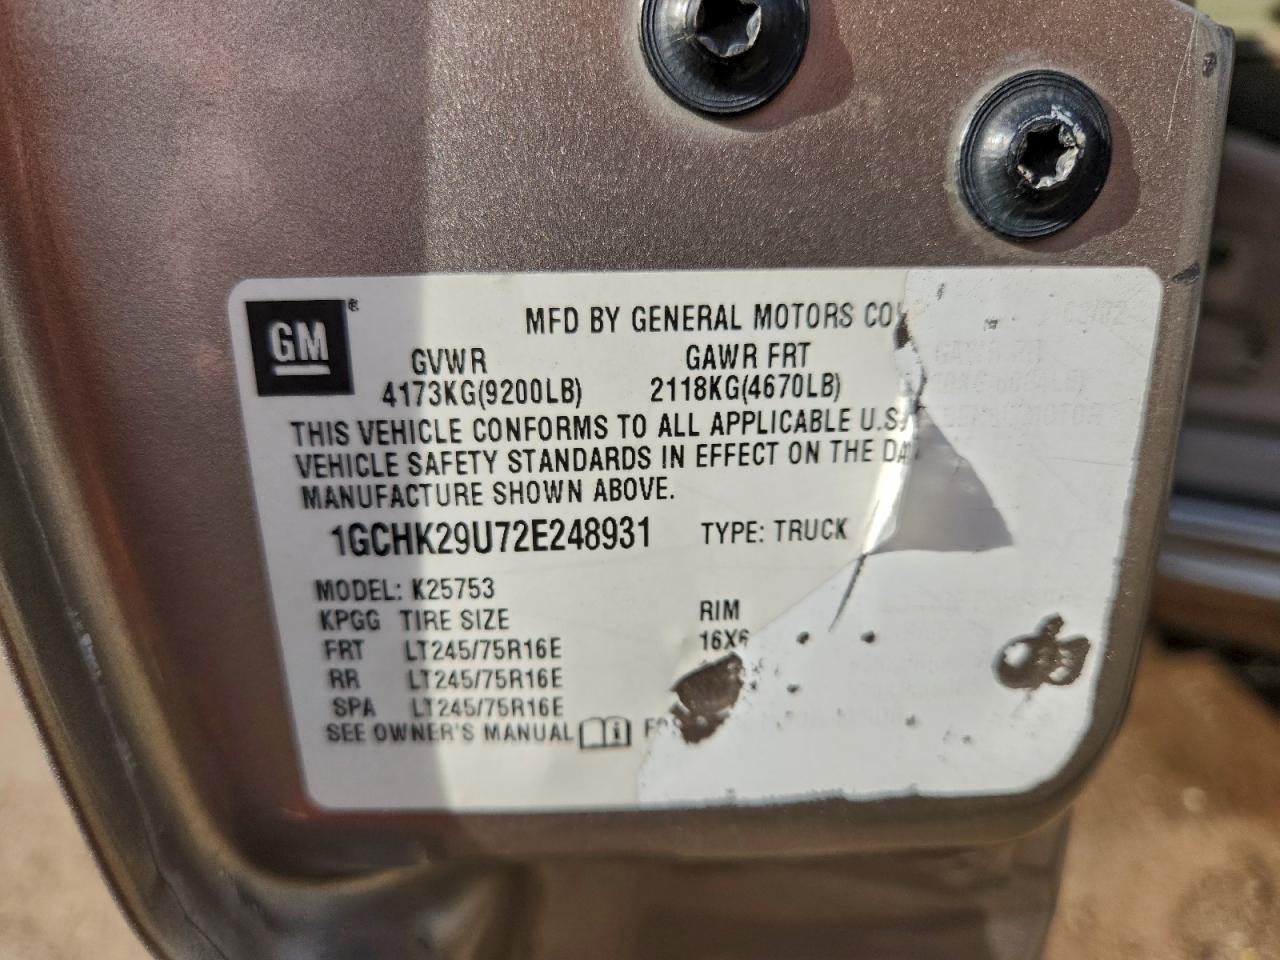 GM ® MFD BY GENERAL MOTORS CO
GVWR GAWR FRT
4173KG(9200LB) 2118KG(4670LB)
THIS VEHICLE CONFORMS TO ALL APPLICABLE U.S.
VEHICLE SAFETY STANDARDS IN EFFECT ON THE DA
MANUFACTURE SHOWN ABOVE.
1GCHK29U72E248931 TYPE: TRUCK
MODEL: K25753
KPGG TIRE SIZE RIM
FRT LT245/75R16E 16X6
RR LT245/75R16E
SPA LT245/75R16E
SEE OWNER'S MANUAL